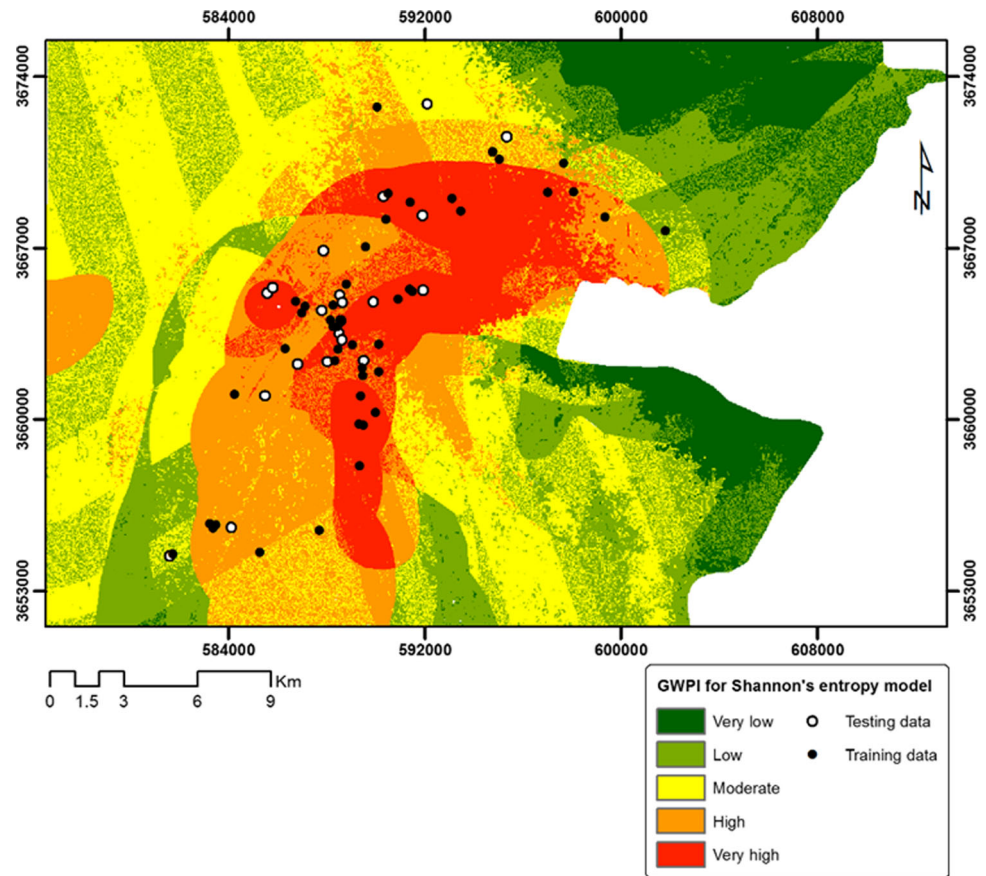 584000 592000 600000 608000
3674000 3674000
3667000 3667000
3660000 3660000
3653000 3653000
N
584000 592000 600000 608000
0 1.5 3 6 9 Km
GWPI for Shannon's entropy model
Very low
Low
Moderate
High
Very high
Testing data
Training data